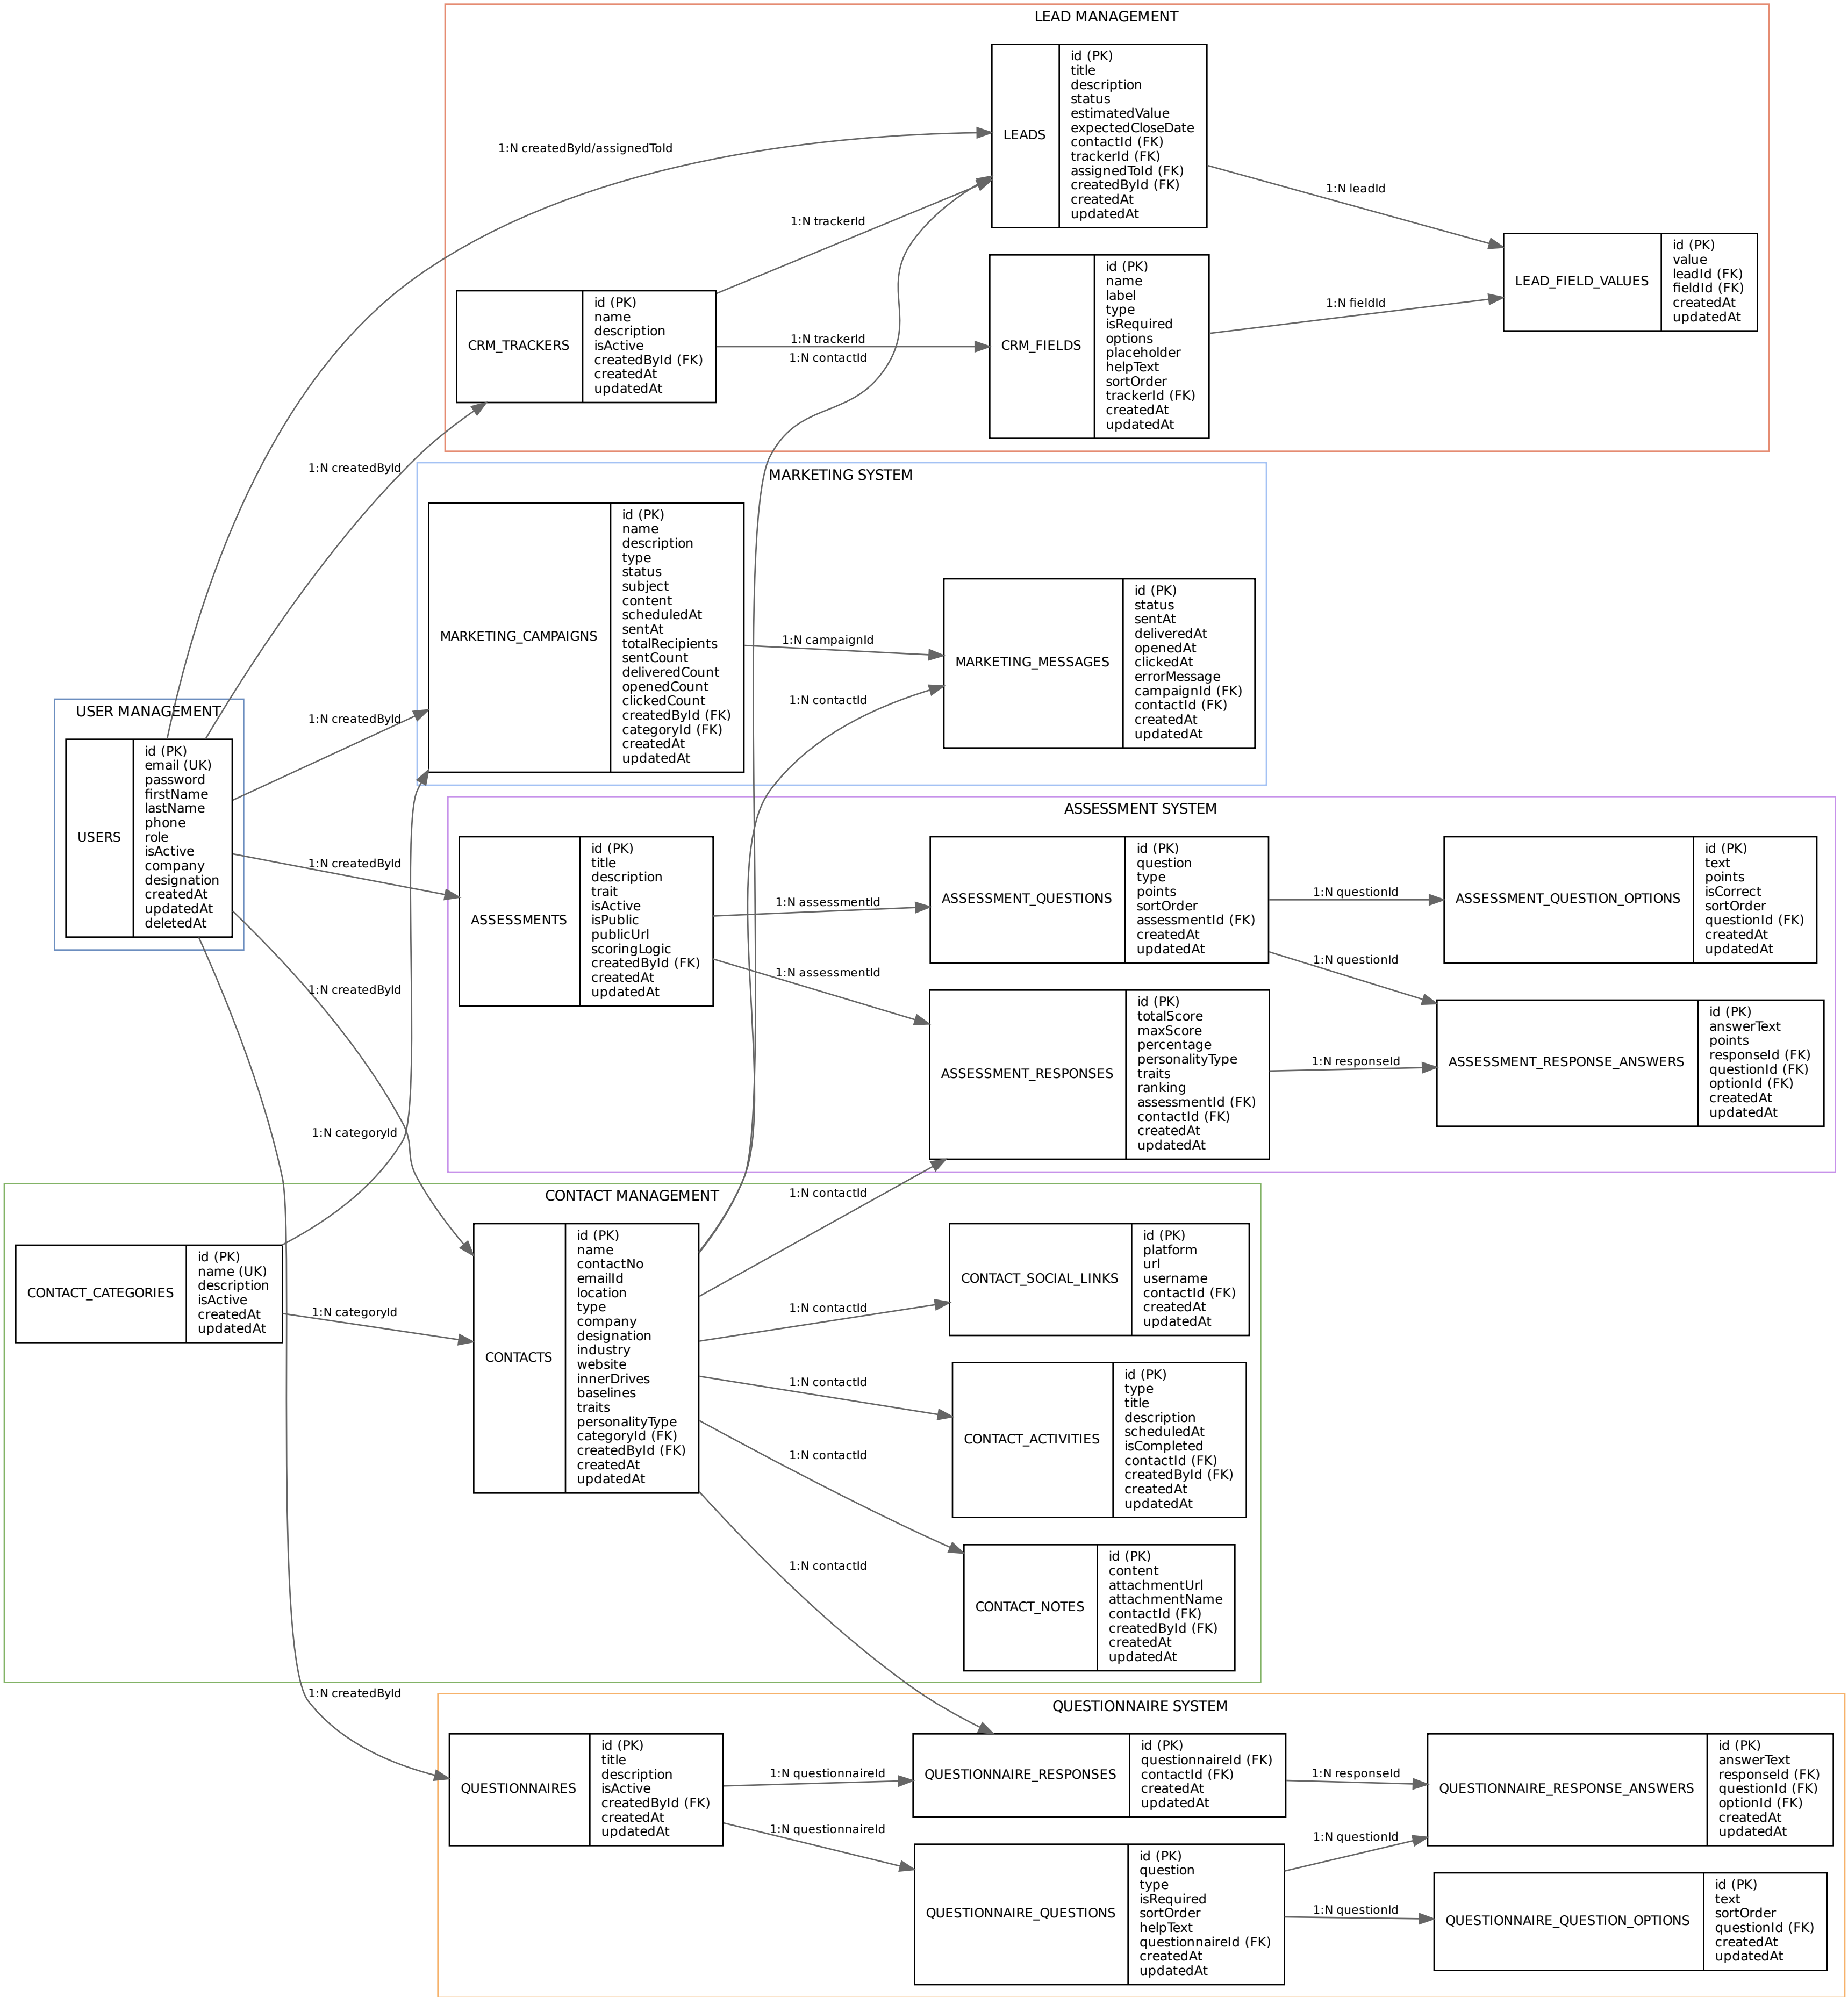 LEAD MANAGEMENT
LEADS
id (PK)
title
description
status
estimatedValue
expectedCloseDate
contactId (FK)
trackerId (FK)
assignedToId (FK)
createdById (FK)
createdAt
updatedAt
1:N createdById/assignedToId
1:N leadId
1:N trackerId
CRM_TRACKERS
id (PK)
name
description
isActive
createdById (FK)
createdAt
updatedAt
1:N trackerId
1:N contactId
CRM_FIELDS
id (PK)
name
label
type
isRequired
options
placeholder
helpText
sortOrder
trackerId (FK)
createdAt
updatedAt
1:N fieldId
LEAD_FIELD_VALUES
id (PK)
value
leadId (FK)
fieldId (FK)
createdAt
updatedAt
1:N createdById
MARKETING SYSTEM
MARKETING_CAMPAIGNS
id (PK)
name
description
type
status
subject
content
scheduledAt
sentAt
totalRecipients
sentCount
deliveredCount
openedCount
clickedCount
createdById (FK)
categoryId (FK)
createdAt
updatedAt
1:N campaignId
1:N contactId
MARKETING_MESSAGES
id (PK)
status
sentAt
deliveredAt
openedAt
clickedAt
errorMessage
campaignId (FK)
contactId (FK)
createdAt
updatedAt
USER MANAGEMENT
USERS
id (PK)
email (UK)
password
firstName
lastName
phone
role
isActive
company
designation
createdAt
updatedAt
deletedAt
1:N createdById
1:N createdById
1:N createdById
ASSESSMENT SYSTEM
ASSESSMENTS
id (PK)
title
description
trait
isActive
isPublic
publicUrl
scoringLogic
createdById (FK)
createdAt
updatedAt
1:N assessmentId
1:N assessmentId
ASSESSMENT_QUESTIONS
id (PK)
question
type
points
sortOrder
assessmentId (FK)
createdAt
updatedAt
1:N questionId
1:N questionId
ASSESSMENT_QUESTION_OPTIONS
id (PK)
text
points
isCorrect
sortOrder
questionId (FK)
createdAt
updatedAt
ASSESSMENT_RESPONSES
id (PK)
totalScore
maxScore
percentage
personalityType
traits
ranking
assessmentId (FK)
contactId (FK)
createdAt
updatedAt
1:N responseId
ASSESSMENT_RESPONSE_ANSWERS
id (PK)
answerText
points
responseId (FK)
questionId (FK)
optionId (FK)
createdAt
updatedAt
1:N categoryId
CONTACT MANAGEMENT
CONTACT_CATEGORIES
id (PK)
name (UK)
description
isActive
createdAt
updatedAt
1:N categoryId
CONTACTS
id (PK)
name
contactNo
emailId
location
type
company
designation
industry
website
innerDrives
baselines
traits
personalityType
categoryId (FK)
createdById (FK)
createdAt
updatedAt
1:N contactId
1:N contactId
1:N contactId
1:N contactId
1:N contactId
CONTACT_SOCIAL_LINKS
id (PK)
platform
url
username
contactId (FK)
createdAt
updatedAt
CONTACT_ACTIVITIES
id (PK)
type
title
description
scheduledAt
isCompleted
contactId (FK)
createdById (FK)
createdAt
updatedAt
CONTACT_NOTES
id (PK)
content
attachmentUrl
attachmentName
contactId (FK)
createdById (FK)
createdAt
updatedAt
1:N createdById
QUESTIONNAIRE SYSTEM
QUESTIONNAIRES
id (PK)
title
description
isActive
createdById (FK)
createdAt
updatedAt
1:N questionnaireId
1:N questionnaireId
QUESTIONNAIRE_RESPONSES
id (PK)
questionnaireId (FK)
contactId (FK)
createdAt
updatedAt
1:N responseId
QUESTIONNAIRE_RESPONSE_ANSWERS
id (PK)
answerText
responseId (FK)
questionId (FK)
optionId (FK)
createdAt
updatedAt
QUESTIONNAIRE_QUESTIONS
id (PK)
question
type
isRequired
sortOrder
helpText
questionnaireId (FK)
createdAt
updatedAt
1:N questionId
1:N questionId
QUESTIONNAIRE_QUESTION_OPTIONS
id (PK)
text
sortOrder
questionId (FK)
createdAt
updatedAt